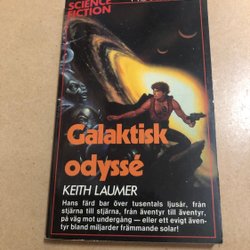 SCIENCE
FICTION
Galaktisk
odyssé
KEITH LAUMER
Hans färd bar över tusentals ljusår, från
stjärna till stjärna, från äventyr till äventyr,
på väg mot undergång — eller ett evigt även-
tyr bland miljarder främmande solar!